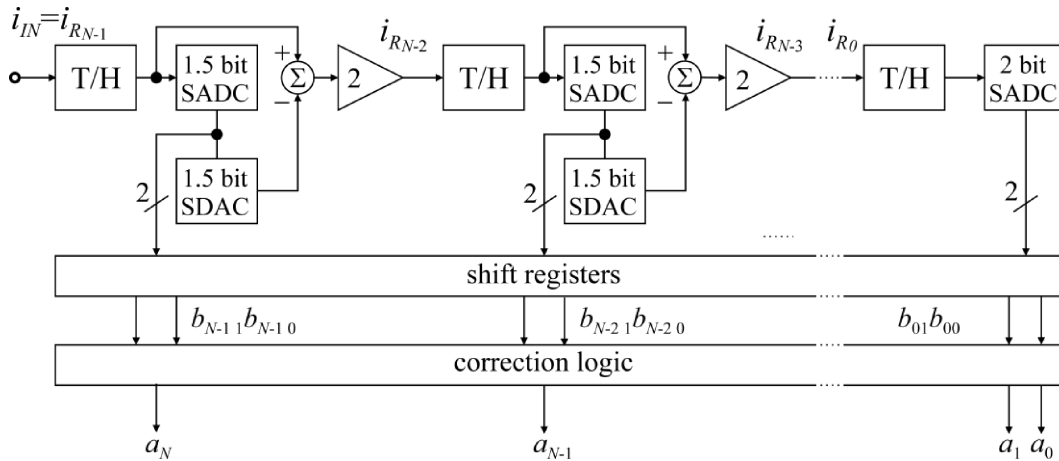 i_IN=i_R_N-1
i_R_N-2
i_R_N-3
i_R_0
T/H
1.5 bit
SADC
+
Σ
−
2
T/H
1.5 bit
SADC
+
Σ
−
2
T/H
2 bit
SADC
2
1.5 bit
SDAC
2
1.5 bit
SDAC
2
shift registers
b_N-1 1 b_N-1 0
b_N-2 1 b_N-2 0
b_01 b_00
correction logic
a_N
a_N-1
a_1 a_0